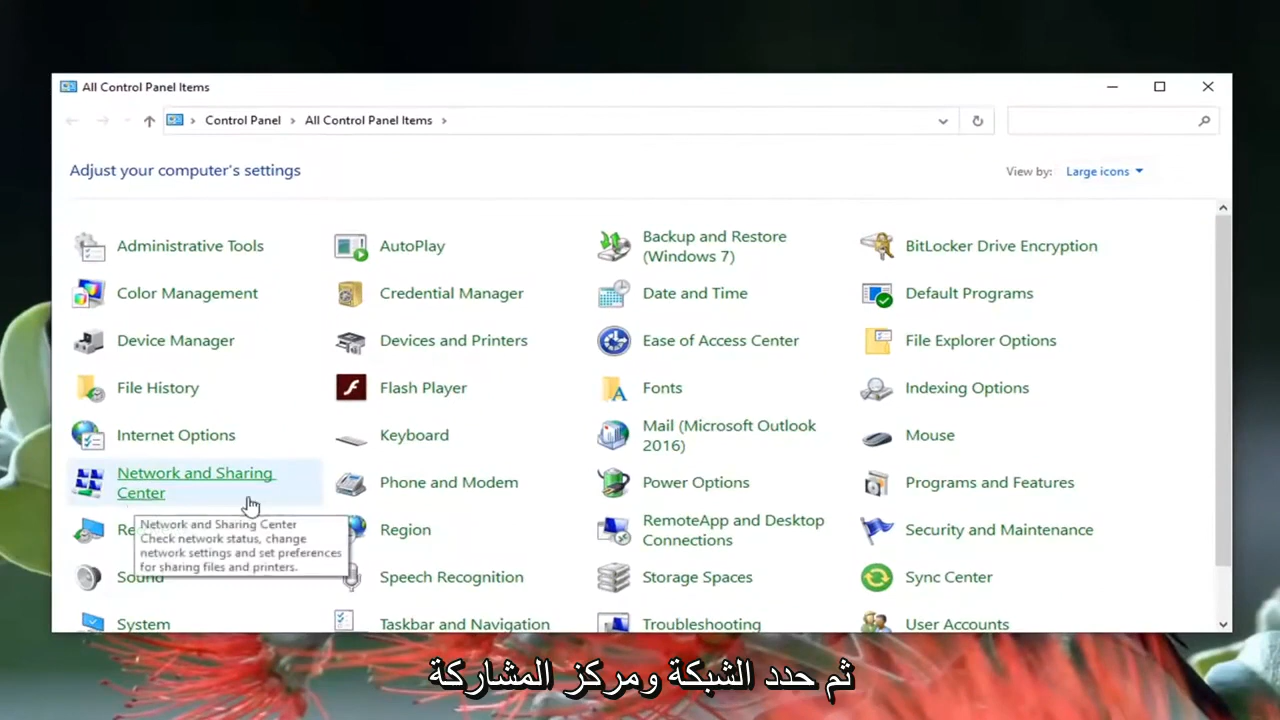 All Control Panel Items
Control Panel
All Control Panel Items
Adjust your computer's settings
View by: Large icons
Administrative Tools
AutoPlay
Backup and Restore
(Windows 7)
BitLocker Drive Encryption
Color Management
Credential Manager
Date and Time
Default Programs
Device Manager
Devices and Printers
Ease of Access Center
File Explorer Options
File History
Flash Player
Fonts
Indexing Options
Internet Options
Keyboard
Mail (Microsoft Outlook
2016)
Mouse
Network and Sharing
Center
Phone and Modem
Power Options
Programs and Features
Network and Sharing Center
Check network status, change
network settings and set preferences
for sharing files and printers.
Region
RemoteApp and Desktop
Connections
Security and Maintenance
Sound
Speech Recognition
Storage Spaces
Sync Center
System
Taskbar and Navigation
Troubleshooting
User Accounts
ثم حدد الشبكة ومركز المشاركة